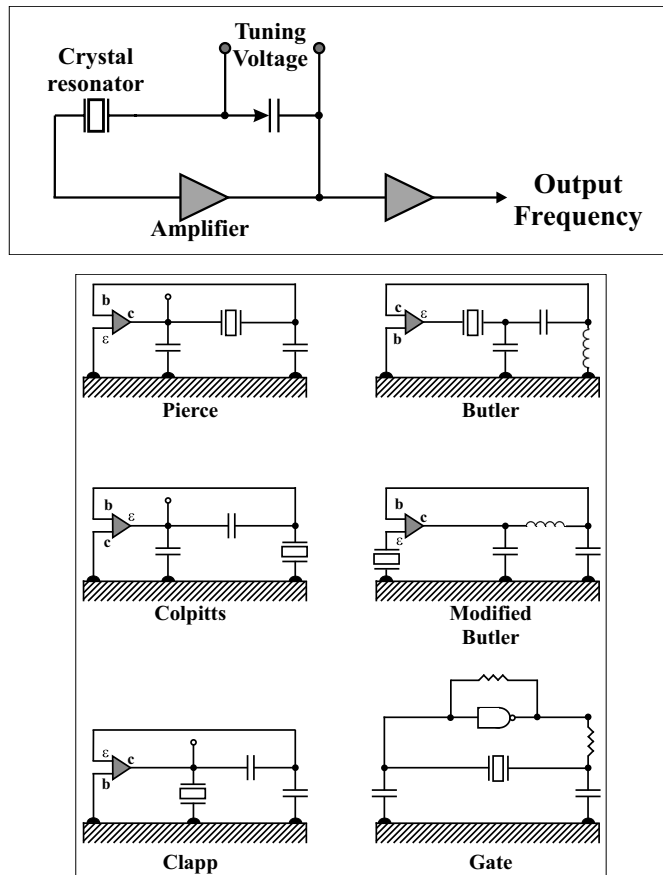 Crystal
resonator
Tuning
Voltage
Amplifier
Output
Frequency
b
c
ε
Pierce
c
ε
b
Butler
b
ε
c
Colpitts
b
c
ε
Modified
Butler
ε
c
b
Clapp
Gate